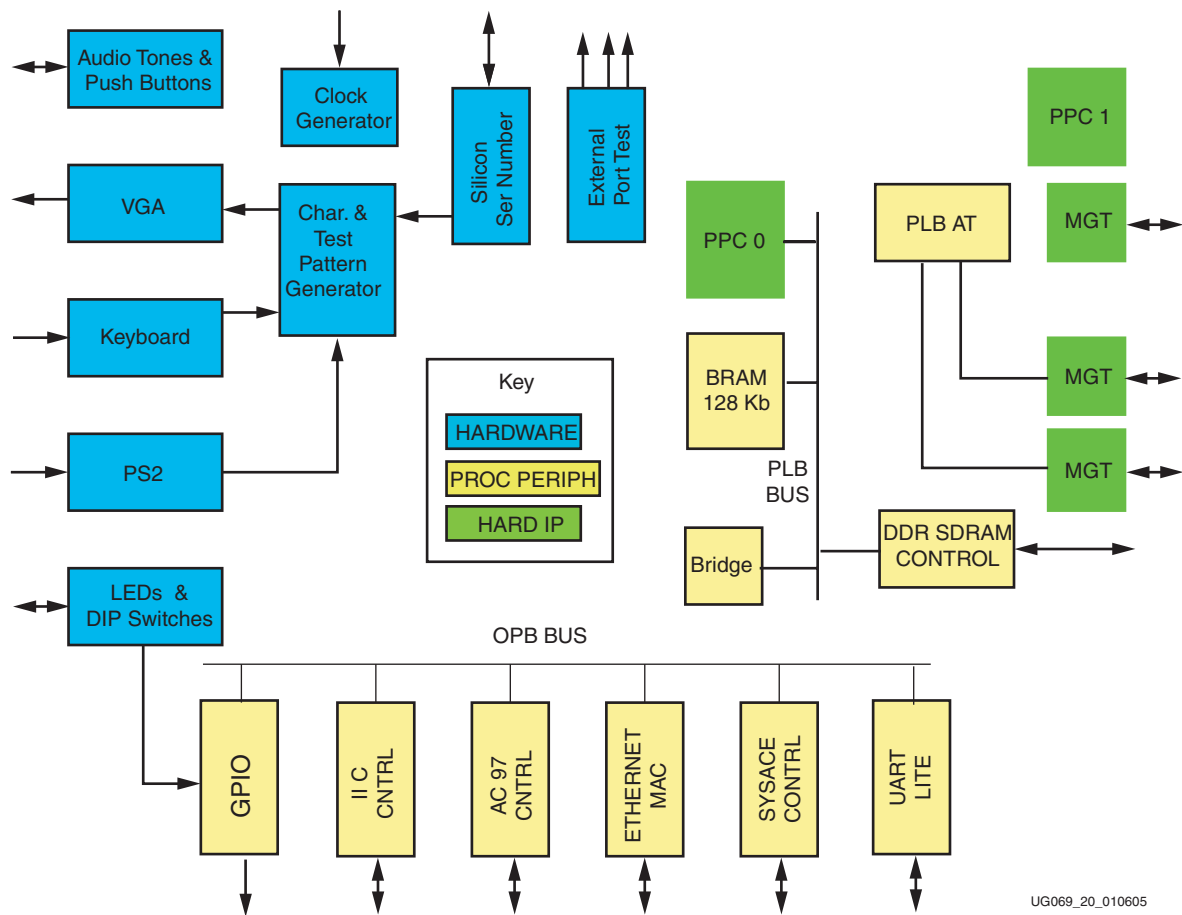 Audio Tones &
Push Buttons
Clock
Generator
Silicon
Ser Number
External
Port Test
PPC 1
VGA
Char. &
Test
Pattern
Generator
PPC 0
PLB AT
MGT
Keyboard
Key
HARDWARE
PROC PERIPH
HARD IP
BRAM
128 Kb
MGT
PS2
PLB
BUS
MGT
Bridge
DDR SDRAM
CONTROL
LEDs &
DIP Switches
OPB BUS
GPIO
II C
CNTRL
AC 97
CNTRL
ETHERNET
MAC
SYSACE
CONTRL
UART
LITE
UG069_20_010605